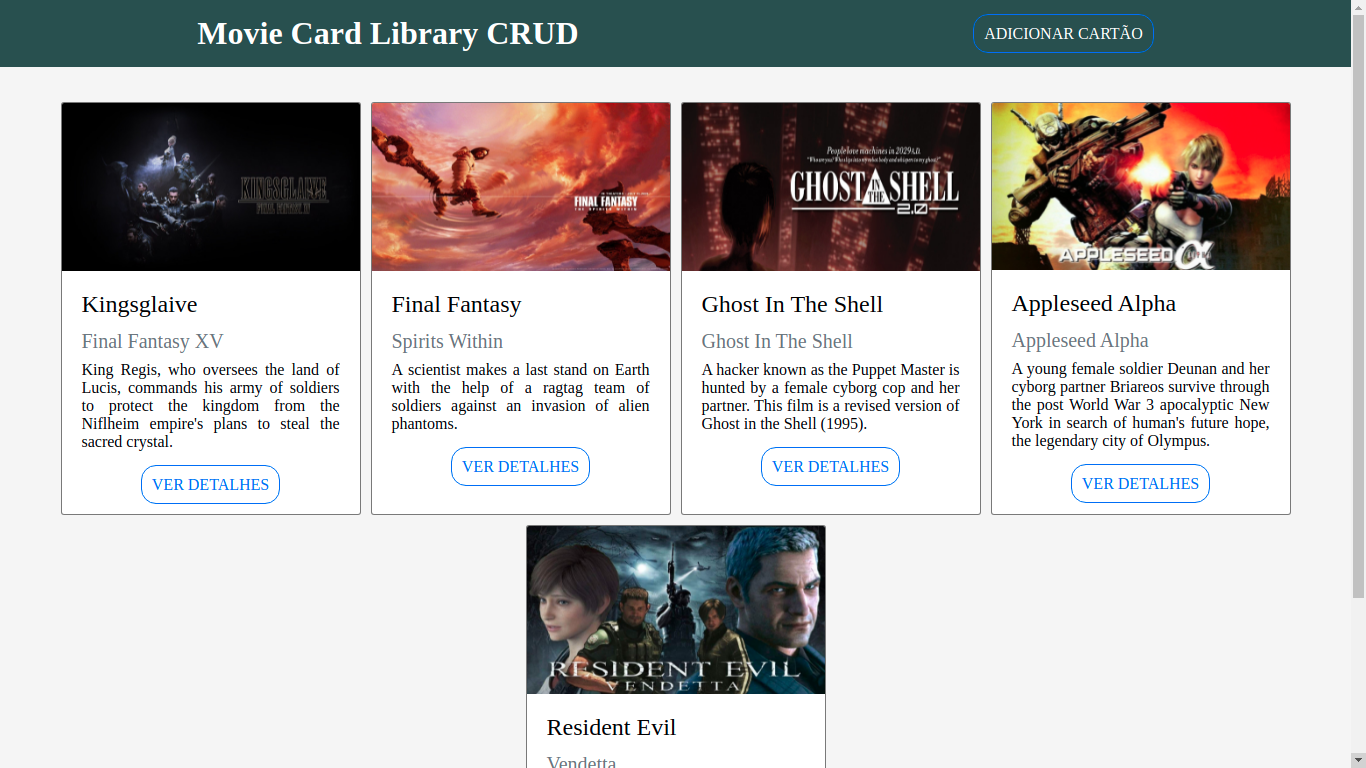 Movie Card Library CRUD
ADICIONAR CARTÃO
KINGSGLAIVE
FINAL FANTASY XV
Kingsglaive
Final Fantasy XV
King Regis, who oversees the land of
Lucis, commands his army of soldiers
to protect the kingdom from the
Niflheim empire's plans to steal the
sacred crystal.
VER DETALHES
FINAL FANTASY
THE SPIRITS WITHIN
Final Fantasy
Spirits Within
A scientist makes a last stand on Earth
with the help of a ragtag team of
soldiers against an invasion of alien
phantoms.
VER DETALHES
People love machines in 2029 A.D.
GHOST IN THE SHELL
2.0
Ghost In The Shell
Ghost In The Shell
A hacker known as the Puppet Master is
hunted by a female cyborg cop and her
partner. This film is a revised version of
Ghost in the Shell (1995).
VER DETALHES
APPLESEED α
Appleseed Alpha
Appleseed Alpha
A young female soldier Deunan and her
cyborg partner Briareos survive through
the post World War 3 apocalyptic New
York in search of human's future hope,
the legendary city of Olympus.
VER DETALHES
RESIDENT EVIL
VENDETTA
Resident Evil
Vendetta